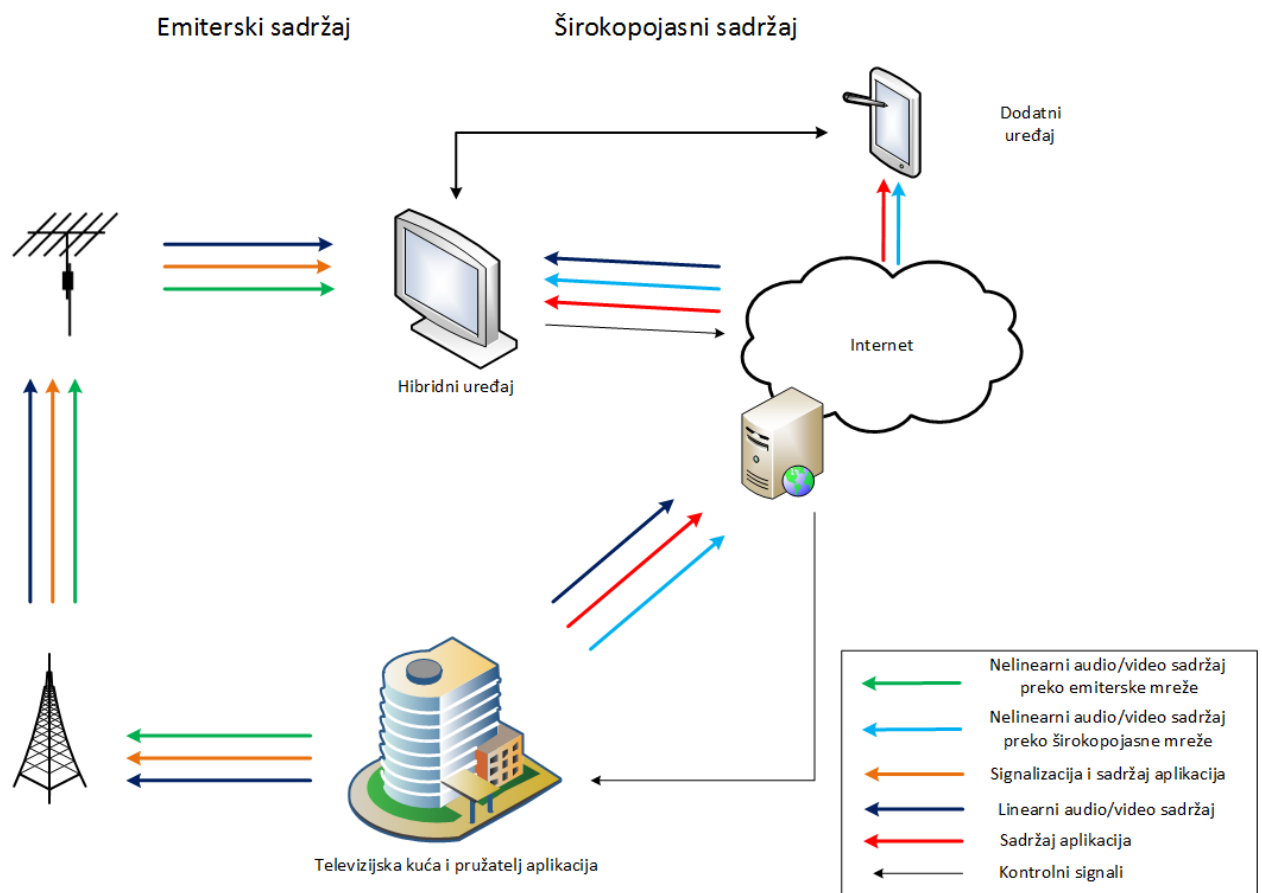 Emiterski sadržaj
Širokopojasni sadržaj
Dodatni
uređaj
Internet
Hibridni uređaj
Televizijska kuća i pružatelj aplikacija
Nelinearni audio/video sadržaj
preko emiterske mreže
Nelinearni audio/video sadržaj
preko širokopojasne mreže
Signalizacija i sadržaj aplikacija
Linearni audio/video sadržaj
Sadržaj aplikacija
Kontrolni signali